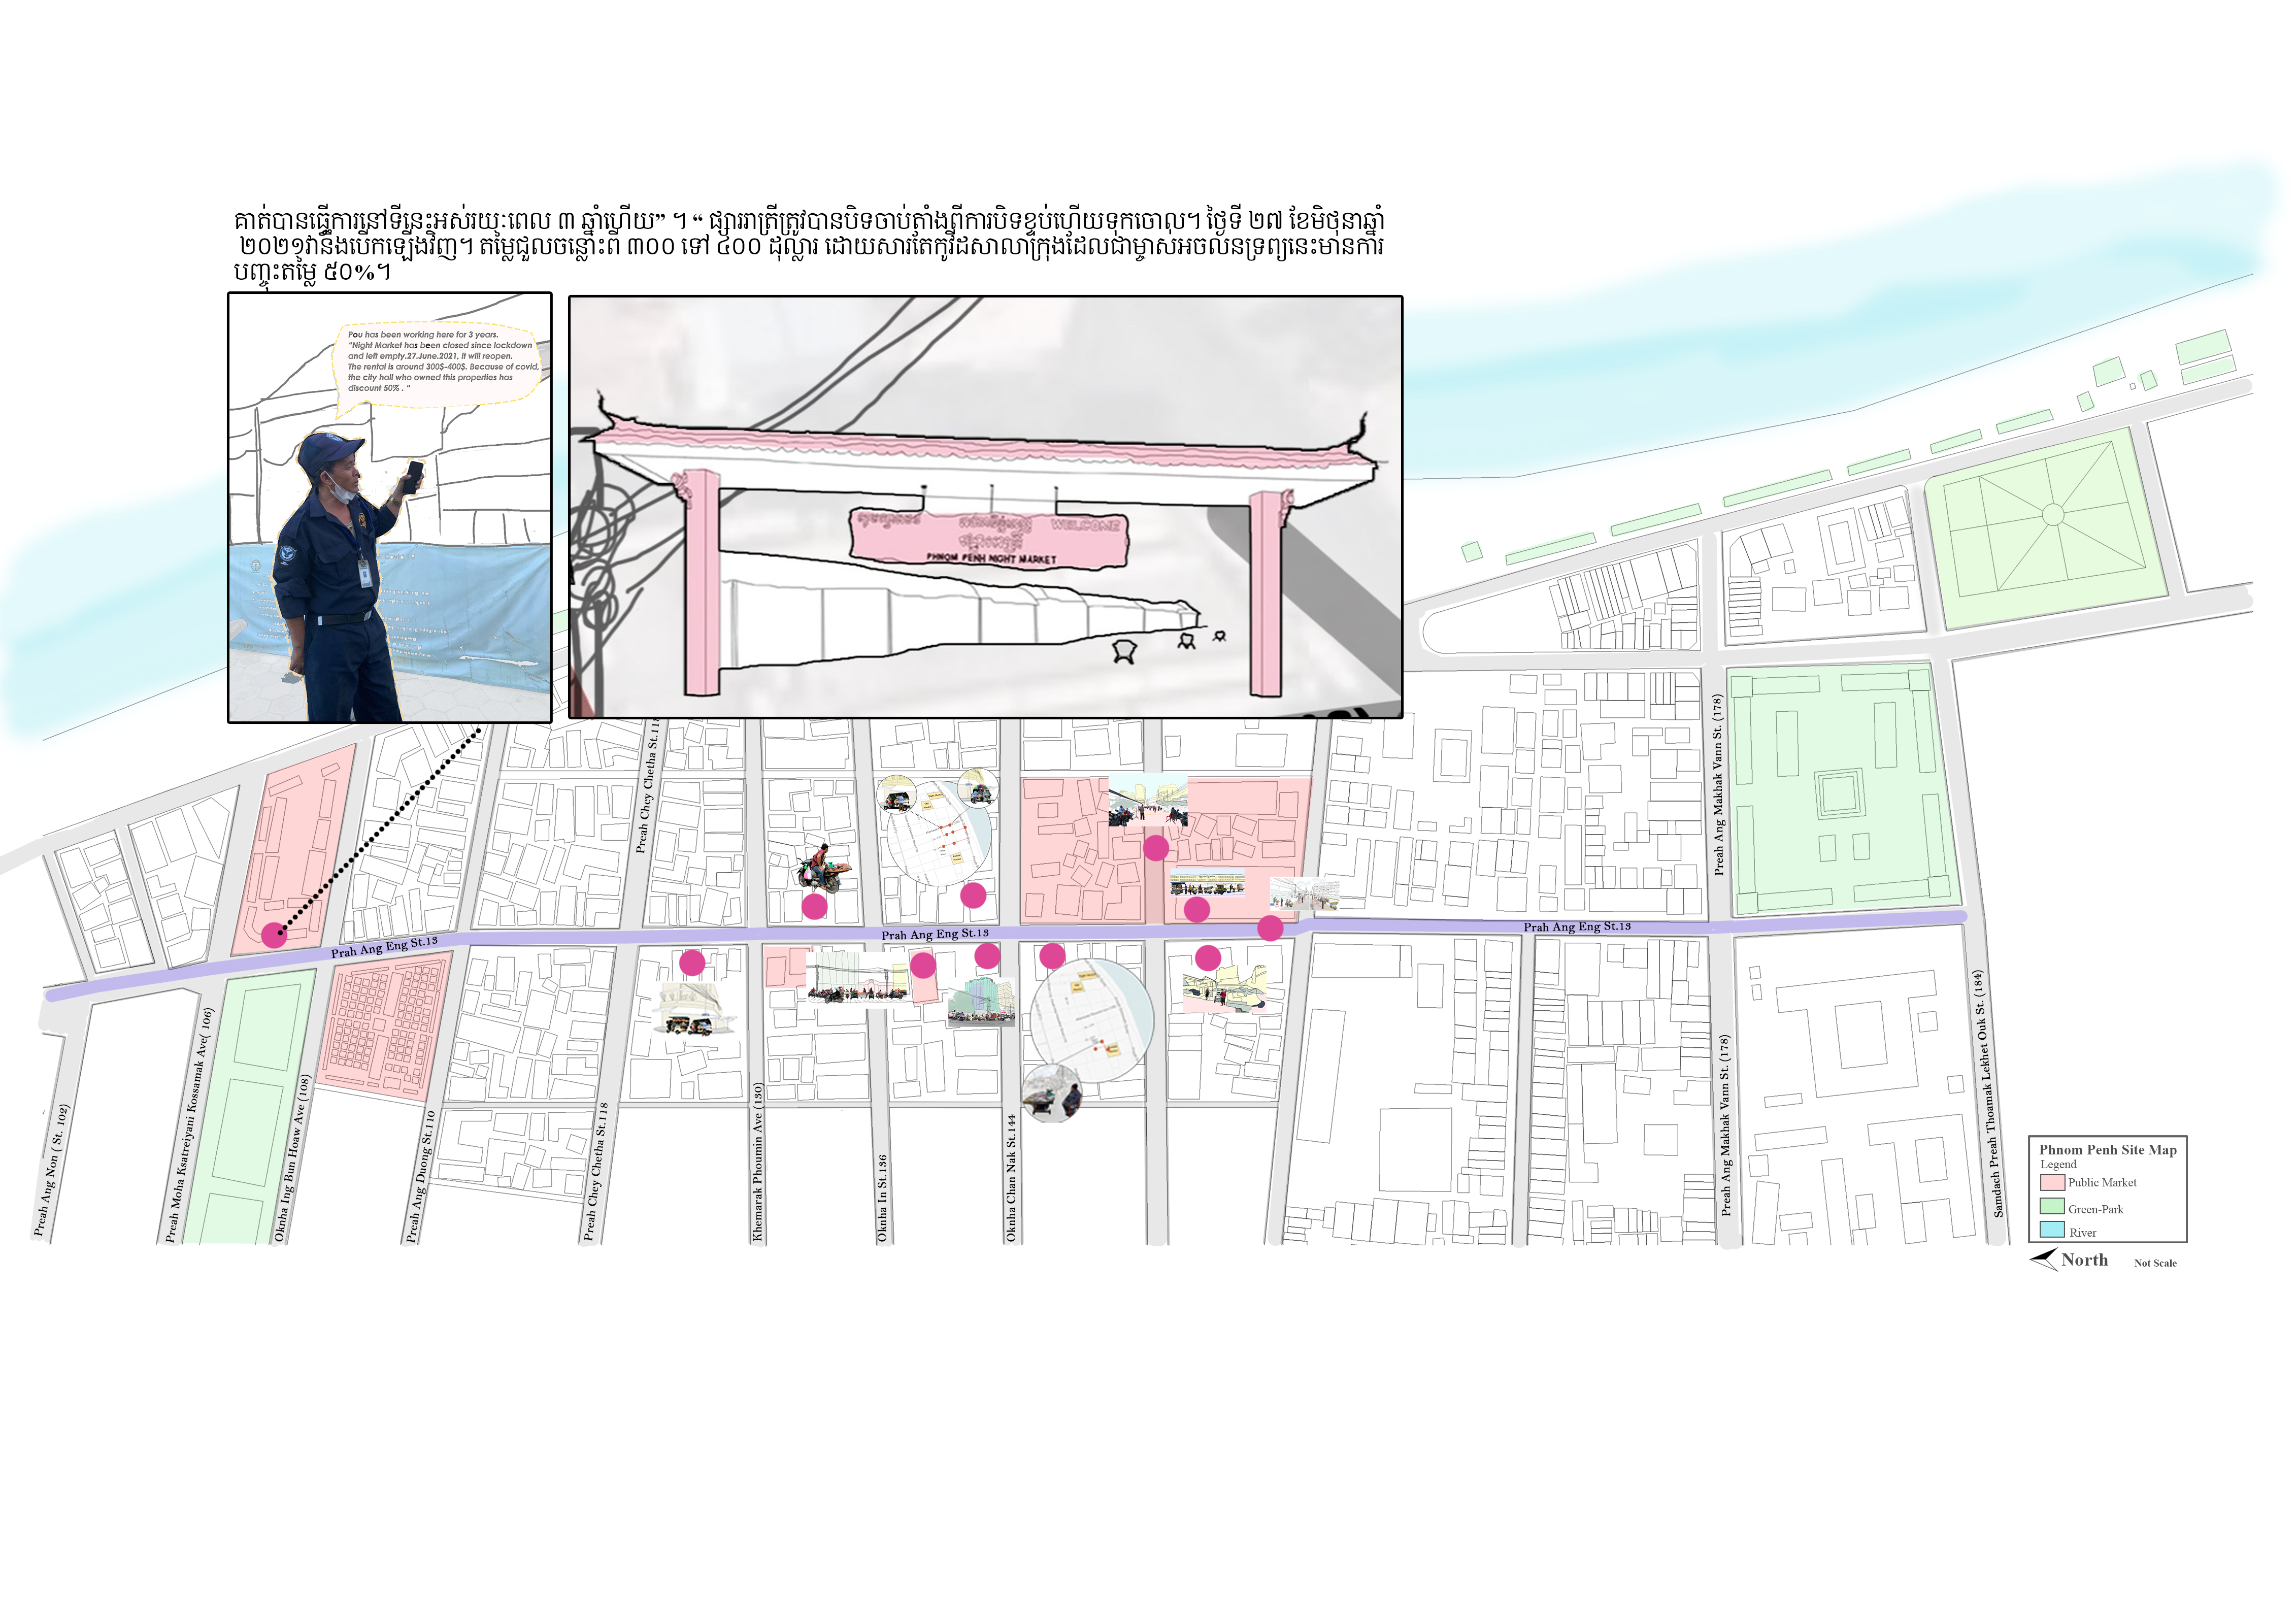 គាត់បានធ្វើការនៅទីនេះអស់រយៈពេល ៣ ឆ្នាំហើយ” ។ “ ផ្សាររាត្រីត្រូវបានបិទចាប់តាំងពីការបិទខ្ទប់ហើយទុកចោល។ ថ្ងៃទី ២៧ ខែមិថុនាឆ្នាំ
២០២១វានឹងបើកឡើងវិញ។ តម្លៃជួលចន្លោះពី ៣០០ ទៅ ៤០០ ដុល្លារ ដោយសារតែកូវីដសាលាក្រុងដែលជាម្ចាស់អចលនទ្រព្យនេះមានការ
បញ្ចុះតម្លៃ ៥០%។
Pou has been working here for 3 years.
"Night Market has been closed since lockdown
and left empty.27.June.2021, it will reopen.
The rental is around 300$-400$. Because of covid,
the city hall who owned this properties has
discount 50% . "
WELCOME
PHNOM PENH NIGHT MARKET
Preah Chey Chetha St.118
Preah Ang Makhak Vann St. (178)
Prah Ang Eng St.13
Prah Ang Eng St.13
Prah Ang Eng St.13
Preah Ang Non ( St. 102)
Preah Moha Ksatreiyani Kossamak Ave( 106)
Oknha Ing Bun Hoaw Ave (108)
Preah Ang Duong St.110
Preah Chey Chetha St.118
Khemarak Phoumin Ave (130)
Oknha In St.136
Oknha Chan Nak St.144
Preah Ang Makhak Vann St. (178)
Samdach Preah Thoamak Lekhet Ouk St. (184)
Phnom Penh Site Map
Legend
Public Market
Green-Park
River
North
Not Scale